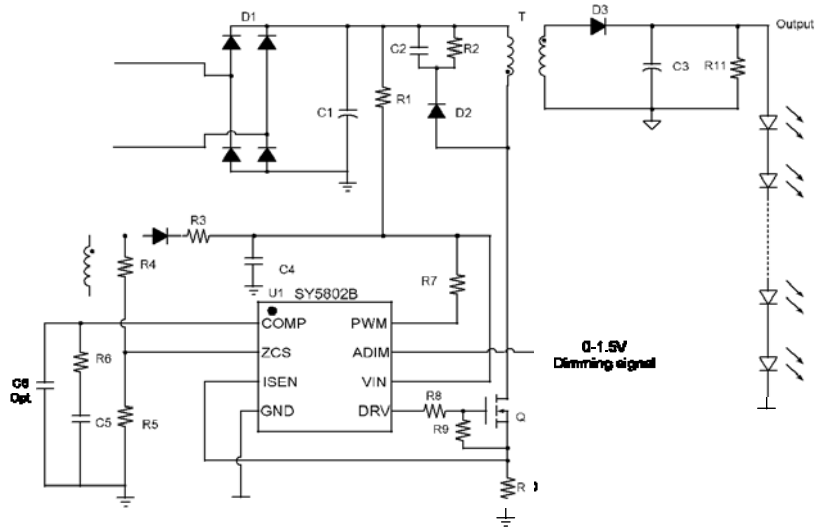 D1
T
D3
Output
C2
R2
C1
R1
D2
C3
R11
R3
R4
C4
U1
SY5802B
R7
COMP
PWM
ZCS
ADIM
ISEN
VIN
GND
DRV
0-1.5V
Dimming signal
R6
C6
Opt.
C5
R5
R8
R9
Q
R